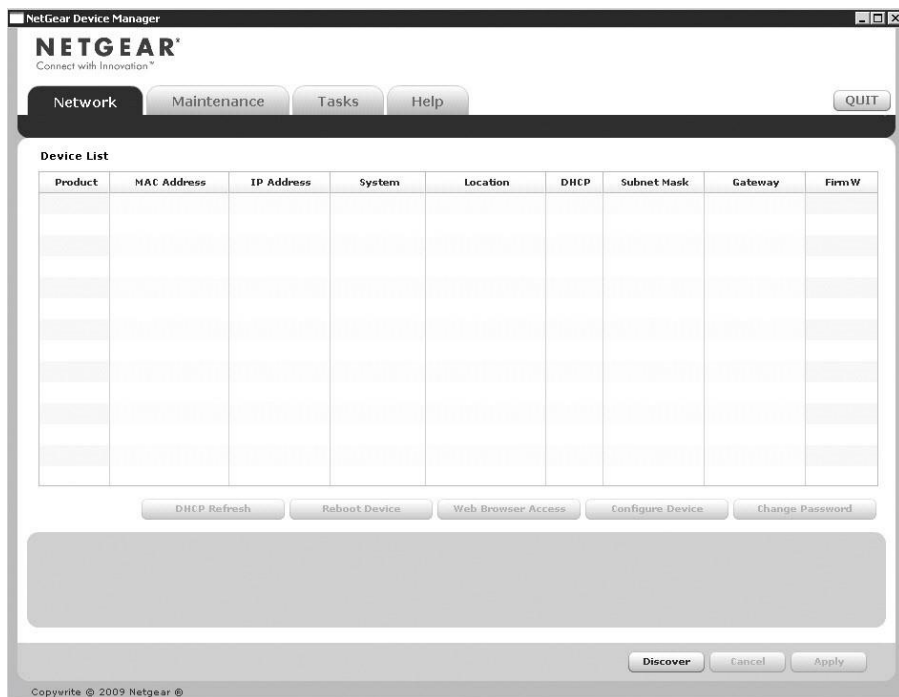 NetGear Device Manager
NETGEAR®
Connect with Innovation™
Network Maintenance Tasks Help QUIT
Device List
Product MAC Address IP Address System Location DHCP Subnet Mask Gateway FirmW
DHCP Refresh Reboot Device Web Browser Access Configure Device Change Password
Discover Cancel Apply
Copywrite © 2009 Netgear ®